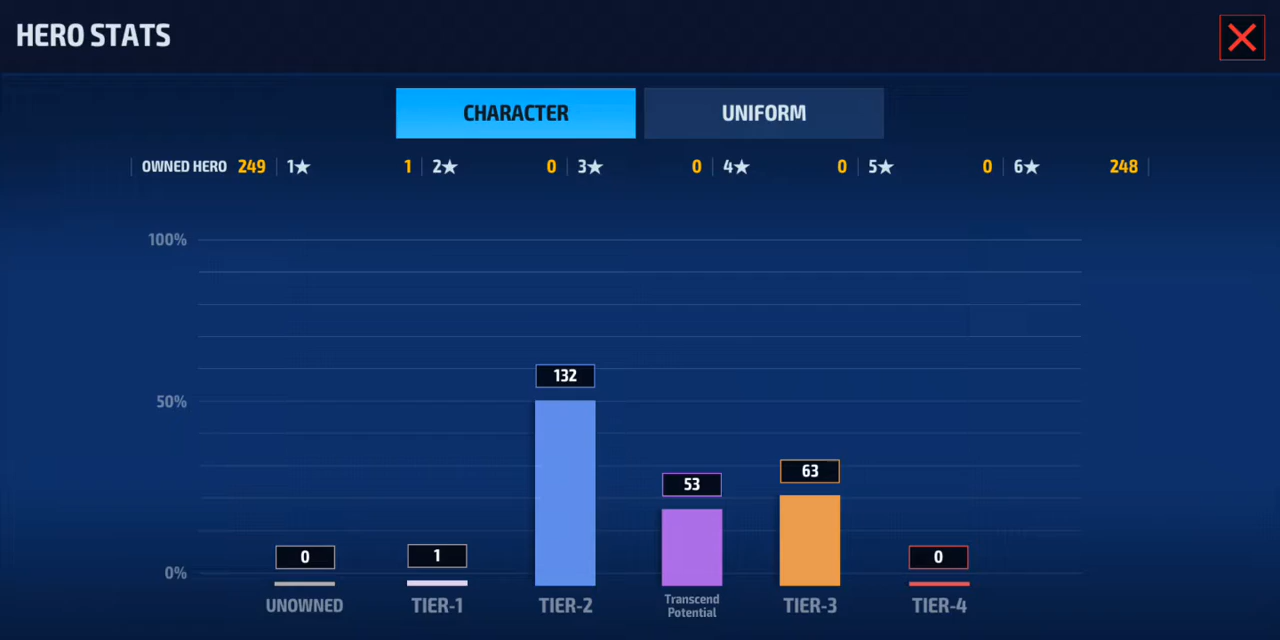 HERO STATS
CHARACTER UNIFORM
OWNED HERO 249 1★ 1 2★ 0 3★ 0 4★ 0 5★ 0 6★ 248
100%
50%
0%
132
53
63
0
1
0
UNOWNED TIER-1 TIER-2 Transcend Potential TIER-3 TIER-4